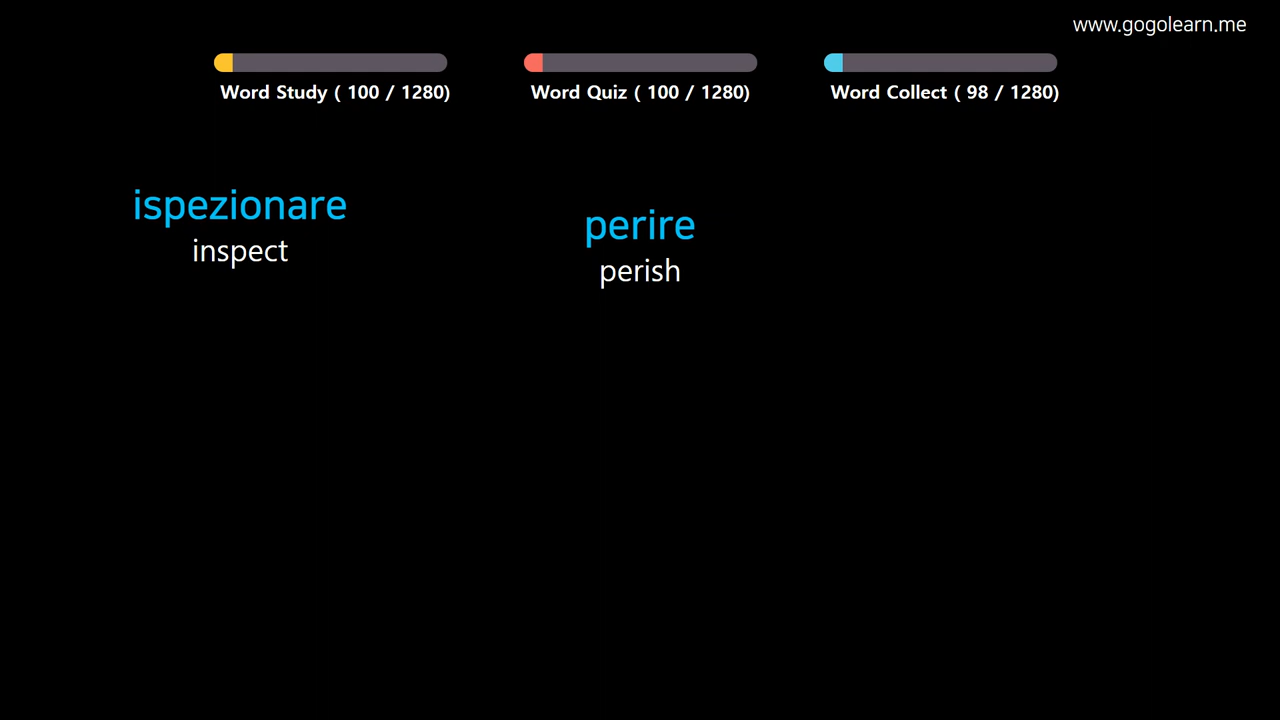 www.gogolearn.me
Word Study ( 100 / 1280)
Word Quiz ( 100 / 1280)
Word Collect ( 98 / 1280)
ispezionare
inspect
perire
perish